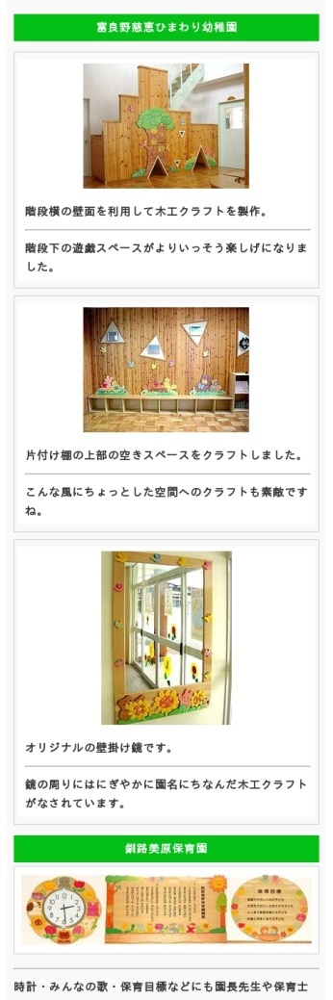 富良野慈恵ひまわり幼稚園
階段横の壁面を利用して木工クラフトを製作。
階段下の遊戯スペースがよりいっそう楽しげになりま
した。
片付け棚の上部の空きスペースをクラフトしました。
こんな風にちょっとした空間へのクラフトも素敵です
ね。
オリジナルの壁掛け鏡です。
鏡の周りにはにぎやかに園名にちなんだ木工クラフト
がなされています。
釧路美原保育園
保育目標
時計・みんなの歌・保育目標などにも園長先生や保育士